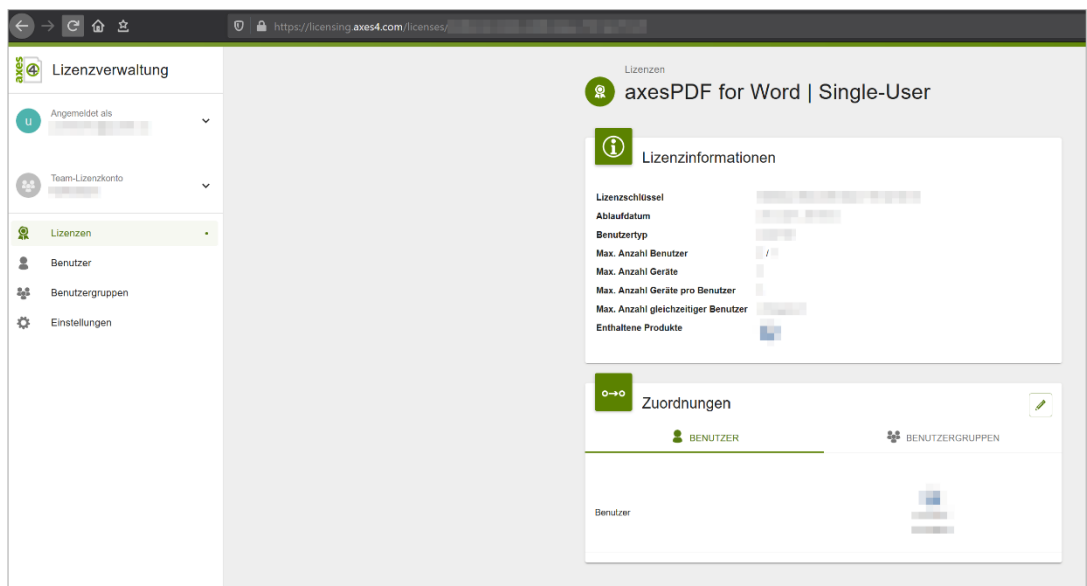 https://licensing.axes4.com/licenses/
axes4
Lizenzverwaltung
u
Angemeldet als
Team-Lizenzkonto
Lizenzen
Benutzer
Benutzergruppen
Einstellungen
Lizenzen
axesPDF for Word | Single-User
Lizenzinformationen
Lizenzschlüssel
Ablaufdatum
Benutzertyp
Max. Anzahl Benutzer /
Max. Anzahl Geräte
Max. Anzahl Geräte pro Benutzer
Max. Anzahl gleichzeitiger Benutzer
Enthaltene Produkte
Zuordnungen
BENUTZER BENUTZERGRUPPEN
Benutzer